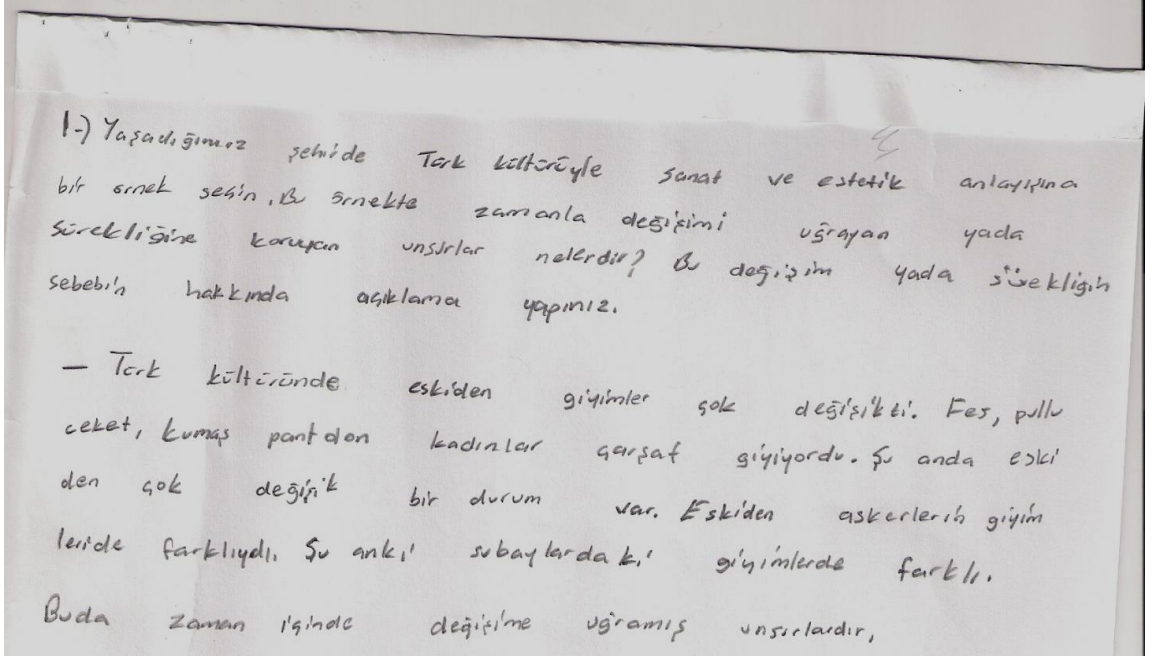 1-) Yaşadığımız şehirde Türk kültürüyle sanat ve estetik anlayışına
bir örnek seçin. Bu örnekte zamanla değişimi uğrayan yada
Sürekliğine koruyan unsurlar nelerdir? Bu değişim yada sürekligin
sebebin hakkında açıklama yapınız.
— Türk kültüründe eskiden giyimler çok değişikti. Fes, pullu
ceket, kumaş pantolon kadınlar çarşaf giyiyordu. Şu anda eski
den çok değişik bir durum var. Eskiden askerlerin giyim
leride farklıydı. Şu anki subaylardaki giyimlerde farklı.
Buda zaman içinde değişime uğramış unsurlardır,